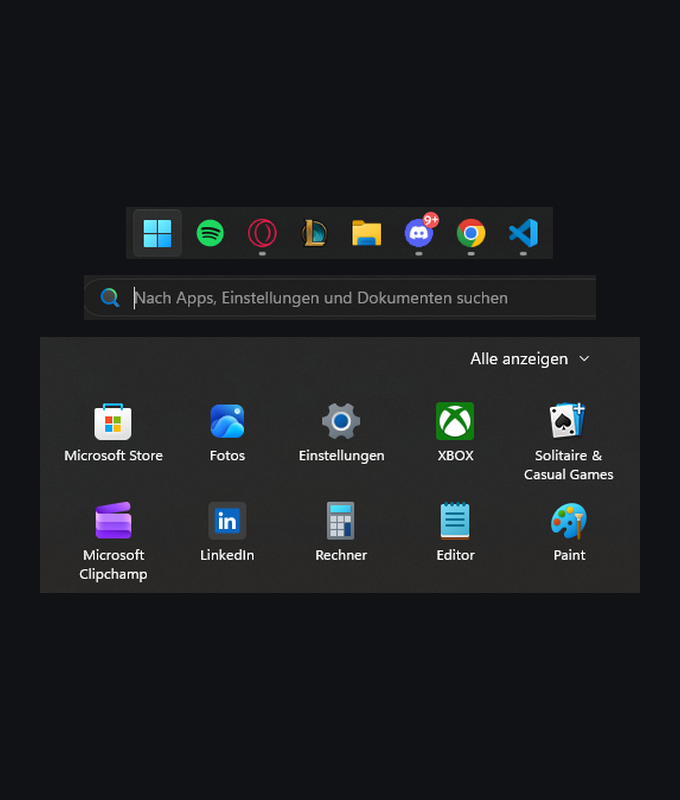 9+
Nach Apps, Einstellungen und Dokumenten suchen
Alle anzeigen
Microsoft Store
Fotos
Einstellungen
XBOX
Solitaire &
Casual Games
Microsoft
Clipchamp
in
LinkedIn
Rechner
Editor
Paint